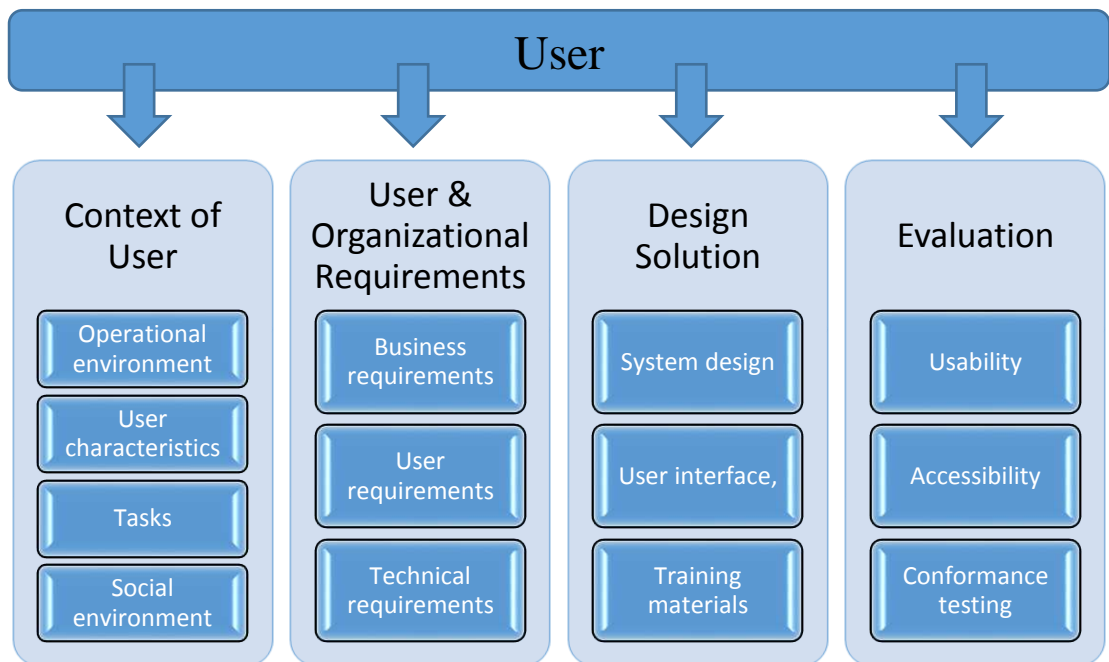 User
Context of
User
Operational
environment
User
characteristics
Tasks
Social
environment
User &
Organizational
Requirements
Business
requirements
User
requirements
Technical
requirements
Design
Solution
System design
User interface,
Training
materials
Evaluation
Usability
Accessibility
Conformance
testing